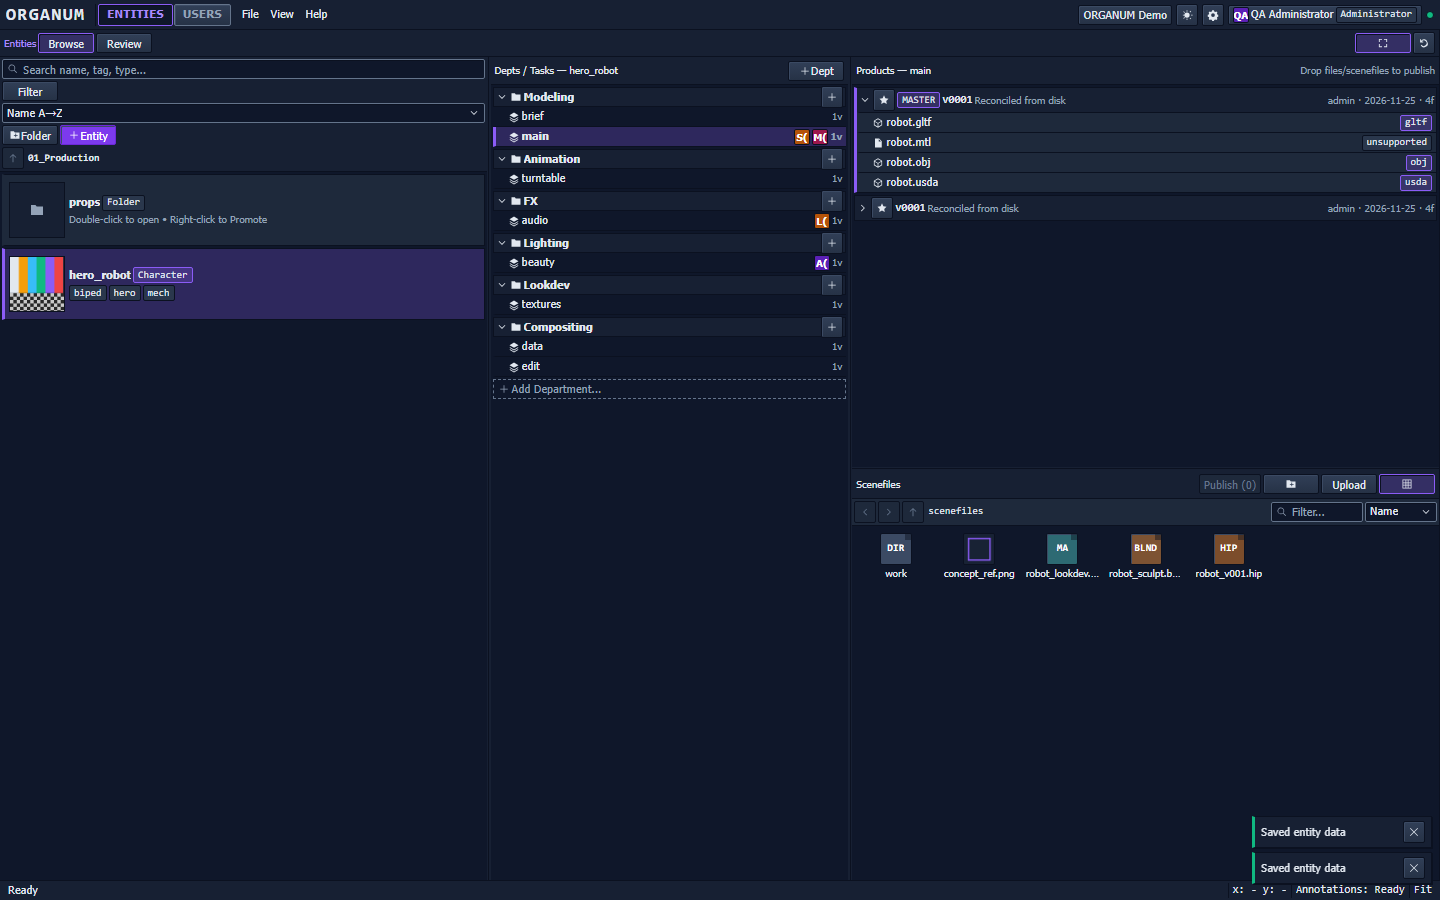 ORGANUM ENTITIES USERS File View Help ORGANUM Demo QA QA Administrator Administrator
Entities Browse Review
Search name, tag, type...
Filter
Name A→Z
Folder + Entity
01_Production
props Folder
Double-click to open • Right-click to Promote
hero_robot Character
biped hero mech
Depts / Tasks — hero_robot + Dept
Modeling
brief 1v
main S( M( 1v
Animation
turntable 1v
FX
audio L( 1v
Lighting
beauty A( 1v
Lookdev
textures 1v
Compositing
data 1v
edit 1v
+ Add Department...
Products — main Drop files/scenefiles to publish
MASTER v0001 Reconciled from disk admin · 2026-11-25 · 4f
robot.gltf gltf
robot.mtl unsupported
robot.obj obj
robot.usda usda
v0001 Reconciled from disk admin · 2026-11-25 · 4f
Scenefiles Publish (0) Upload
scenefiles Filter... Name
DIR MA BLND HIP
work concept_ref.png robot_lookdev.... robot_sculpt.b... robot_v001.hip
Saved entity data
Saved entity data
Ready x: - y: - Annotations: Ready Fit